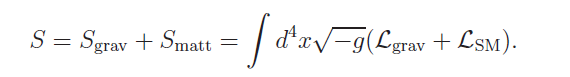 S = S_grav + S_matt = ∫ d⁴x√−g(ℒ_grav + ℒ_SM).